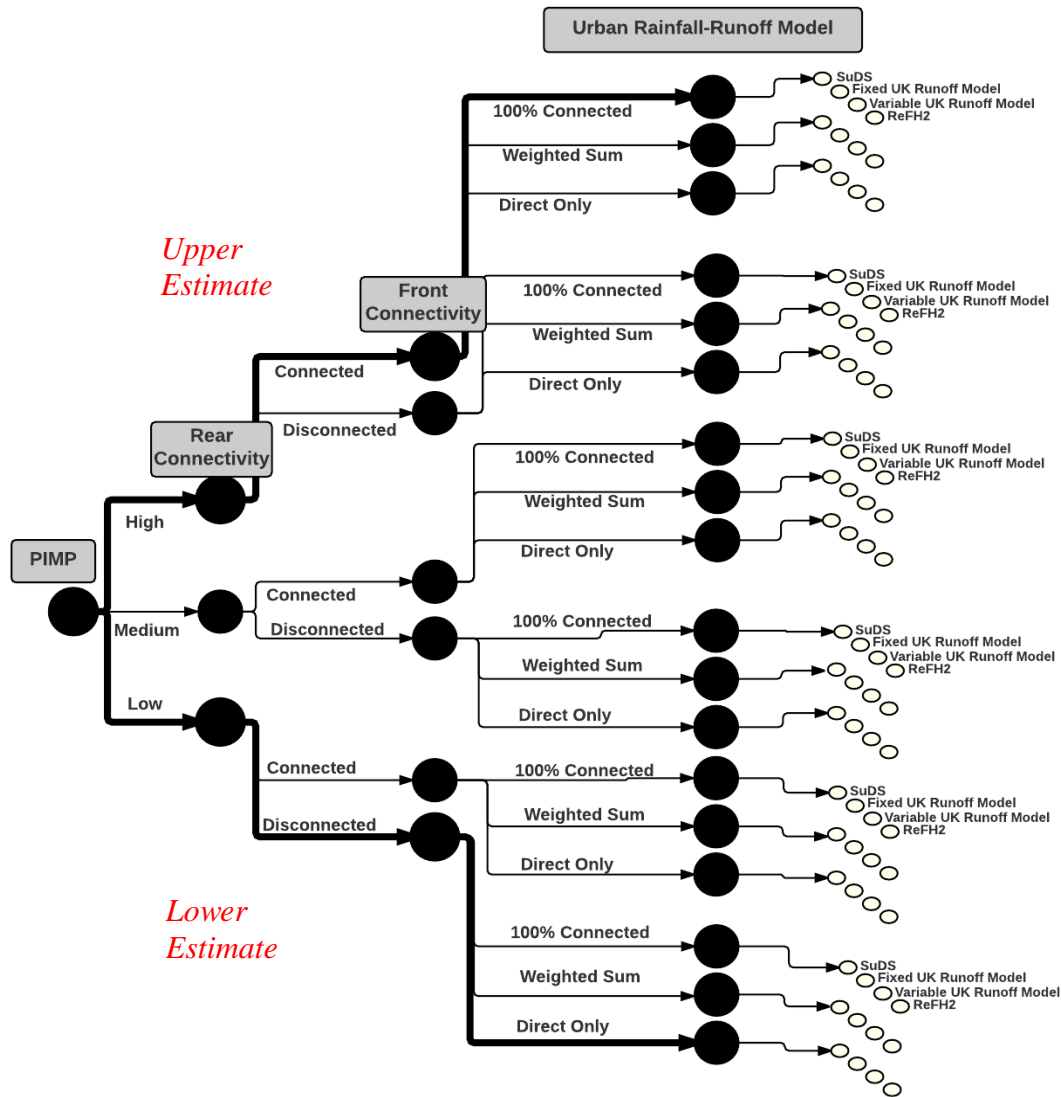 Urban Rainfall-Runoff Model
SuDS
Fixed UK Runoff Model
Variable UK Runoff Model
ReFH2
100% Connected
Weighted Sum
Direct Only
Upper
Estimate
Front
Connectivity
SuDS
Fixed UK Runoff Model
Variable UK Runoff Model
ReFH2
100% Connected
Weighted Sum
Direct Only
Connected
Disconnected
Rear
Connectivity
SuDS
Fixed UK Runoff Model
Variable UK Runoff Model
ReFH2
100% Connected
Weighted Sum
Direct Only
High
PIMP
Medium
Low
Connected
Disconnected
100% Connected
Weighted Sum
Direct Only
SuDS
Fixed UK Runoff Model
Variable UK Runoff Model
ReFH2
Connected
Disconnected
100% Connected
Weighted Sum
Direct Only
SuDS
Fixed UK Runoff Model
Variable UK Runoff Model
ReFH2
Lower
Estimate
100% Connected
Weighted Sum
Direct Only
SuDS
Fixed UK Runoff Model
Variable UK Runoff Model
ReFH2